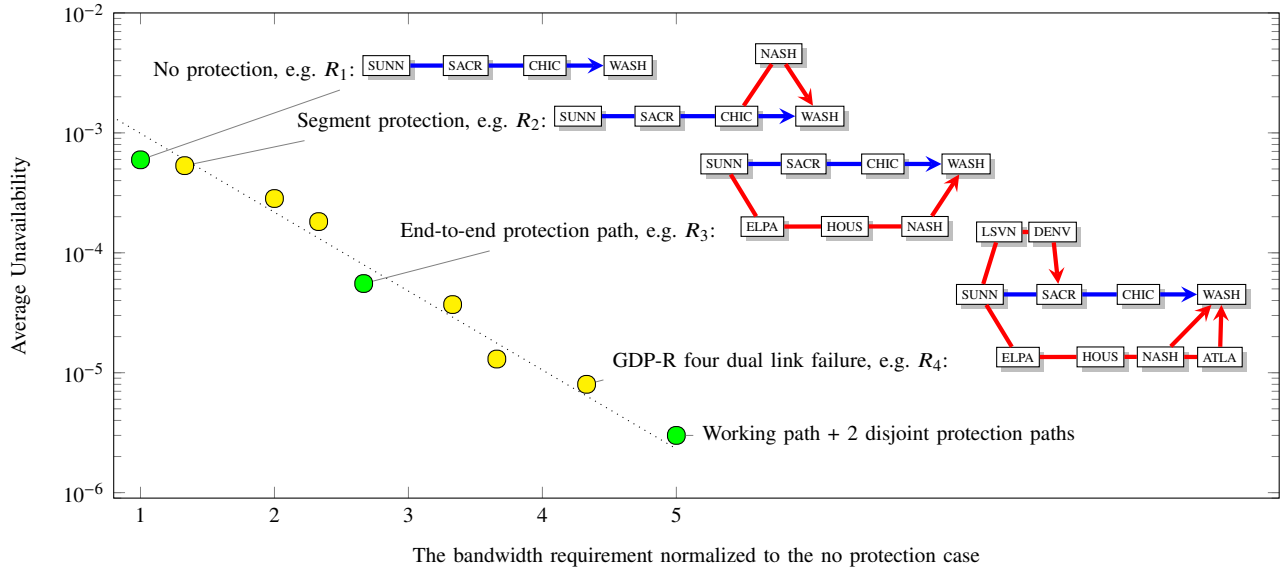 10−2
10−3
10−4
10−5
10−6
Average Unavailability
No protection, e.g. R1:
SUNN SACR CHIC WASH
NASH
Segment protection, e.g. R2:
SUNN SACR CHIC WASH
SUNN SACR CHIC WASH
End-to-end protection path, e.g. R3:
ELPA HOUS NASH
LSVN DENV
SUNN SACR CHIC WASH
GDP-R four dual link failure, e.g. R4:
ELPA HOUS NASH ATLA
Working path + 2 disjoint protection paths
1 2 3 4 5
The bandwidth requirement normalized to the no protection case